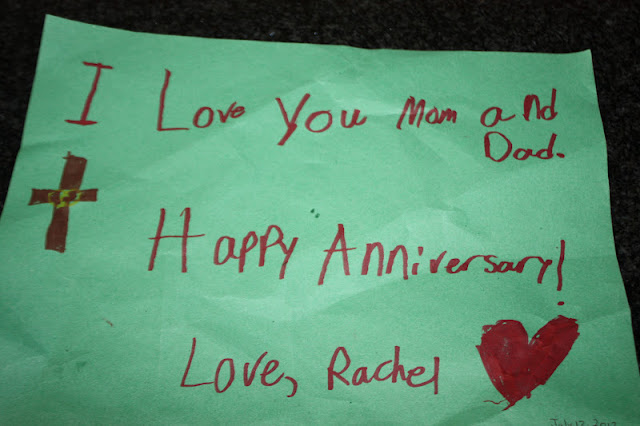 I Love You Mom and
Dad.
Happy Anniversary!
Love, Rachel